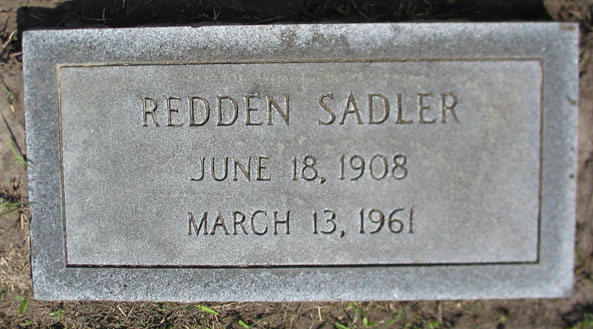 REDDEN SADLER
JUNE 18, 1908
MARCH 13, 1961